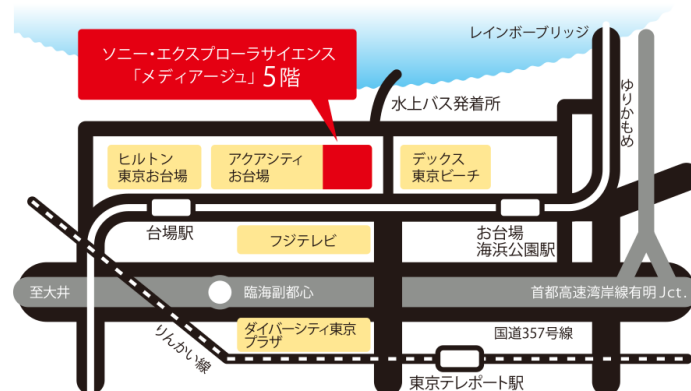 レインボーブリッジ
ソニー・エクスプローラサイエンス
「メディアージュ」5階
ゆりかもめ
水上バス発着所
ヒルトン
東京お台場
アクアシティ
お台場
デックス
東京ビーチ
台場駅
フジテレビ
お台場
海浜公園駅
至大井
臨海副都心
首都高速湾岸線有明Jct.
りんかい線
ダイバーシティ東京
プラザ
国道357号線
東京テレポート駅